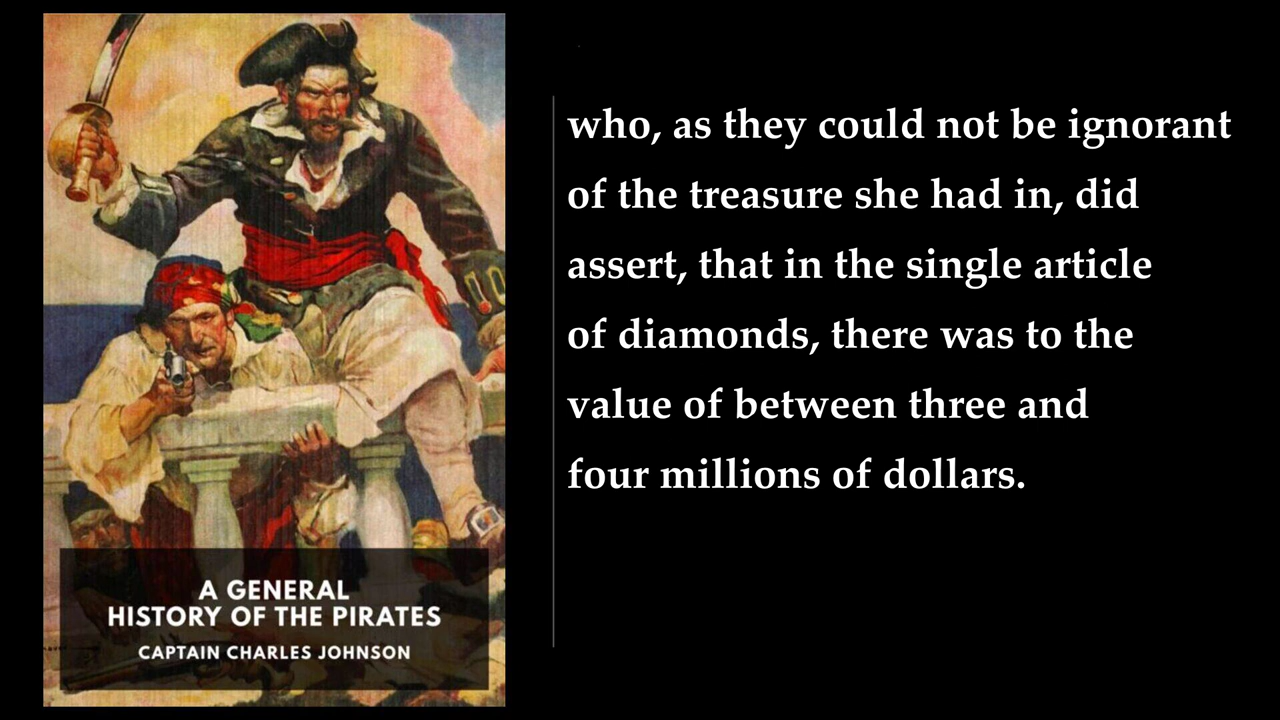 who, as they could not be ignorant
of the treasure she had in, did
assert, that in the single article
of diamonds, there was to the
value of between three and
four millions of dollars.
A GENERAL
HISTORY OF THE PIRATES
CAPTAIN CHARLES JOHNSON